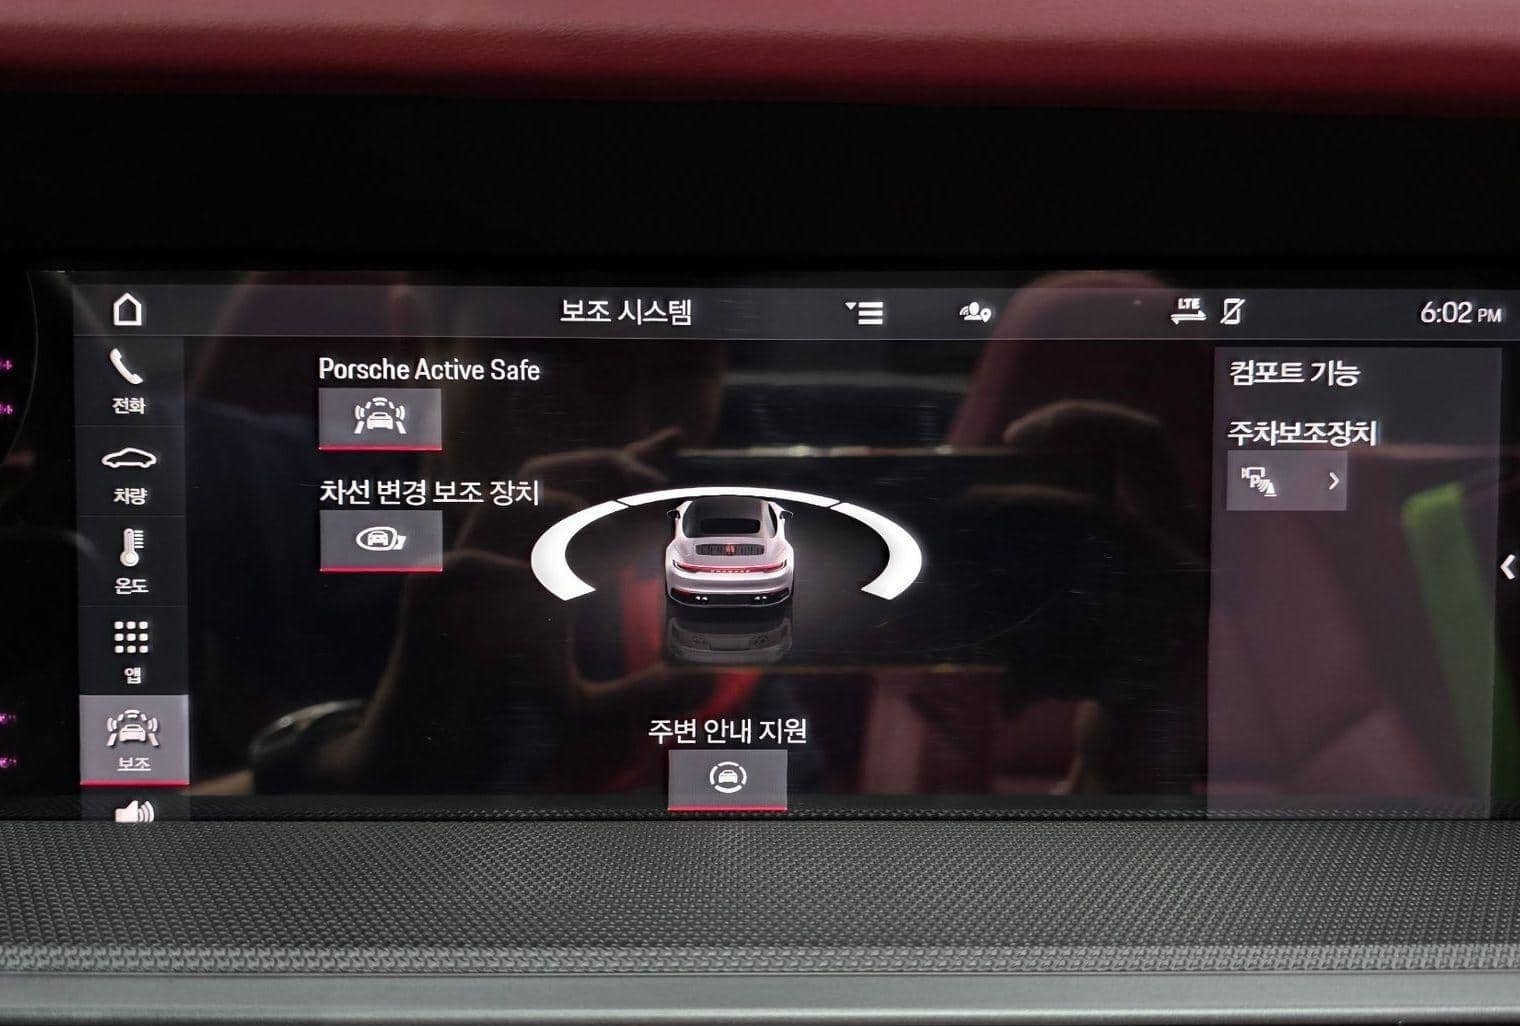 보조 시스템
LTE
6:02 PM
전화
차량
온도
앱
보조
Porsche Active Safe
차선 변경 보조 장치
주변 안내 지원
컴포트 기능
주차보조장치
P